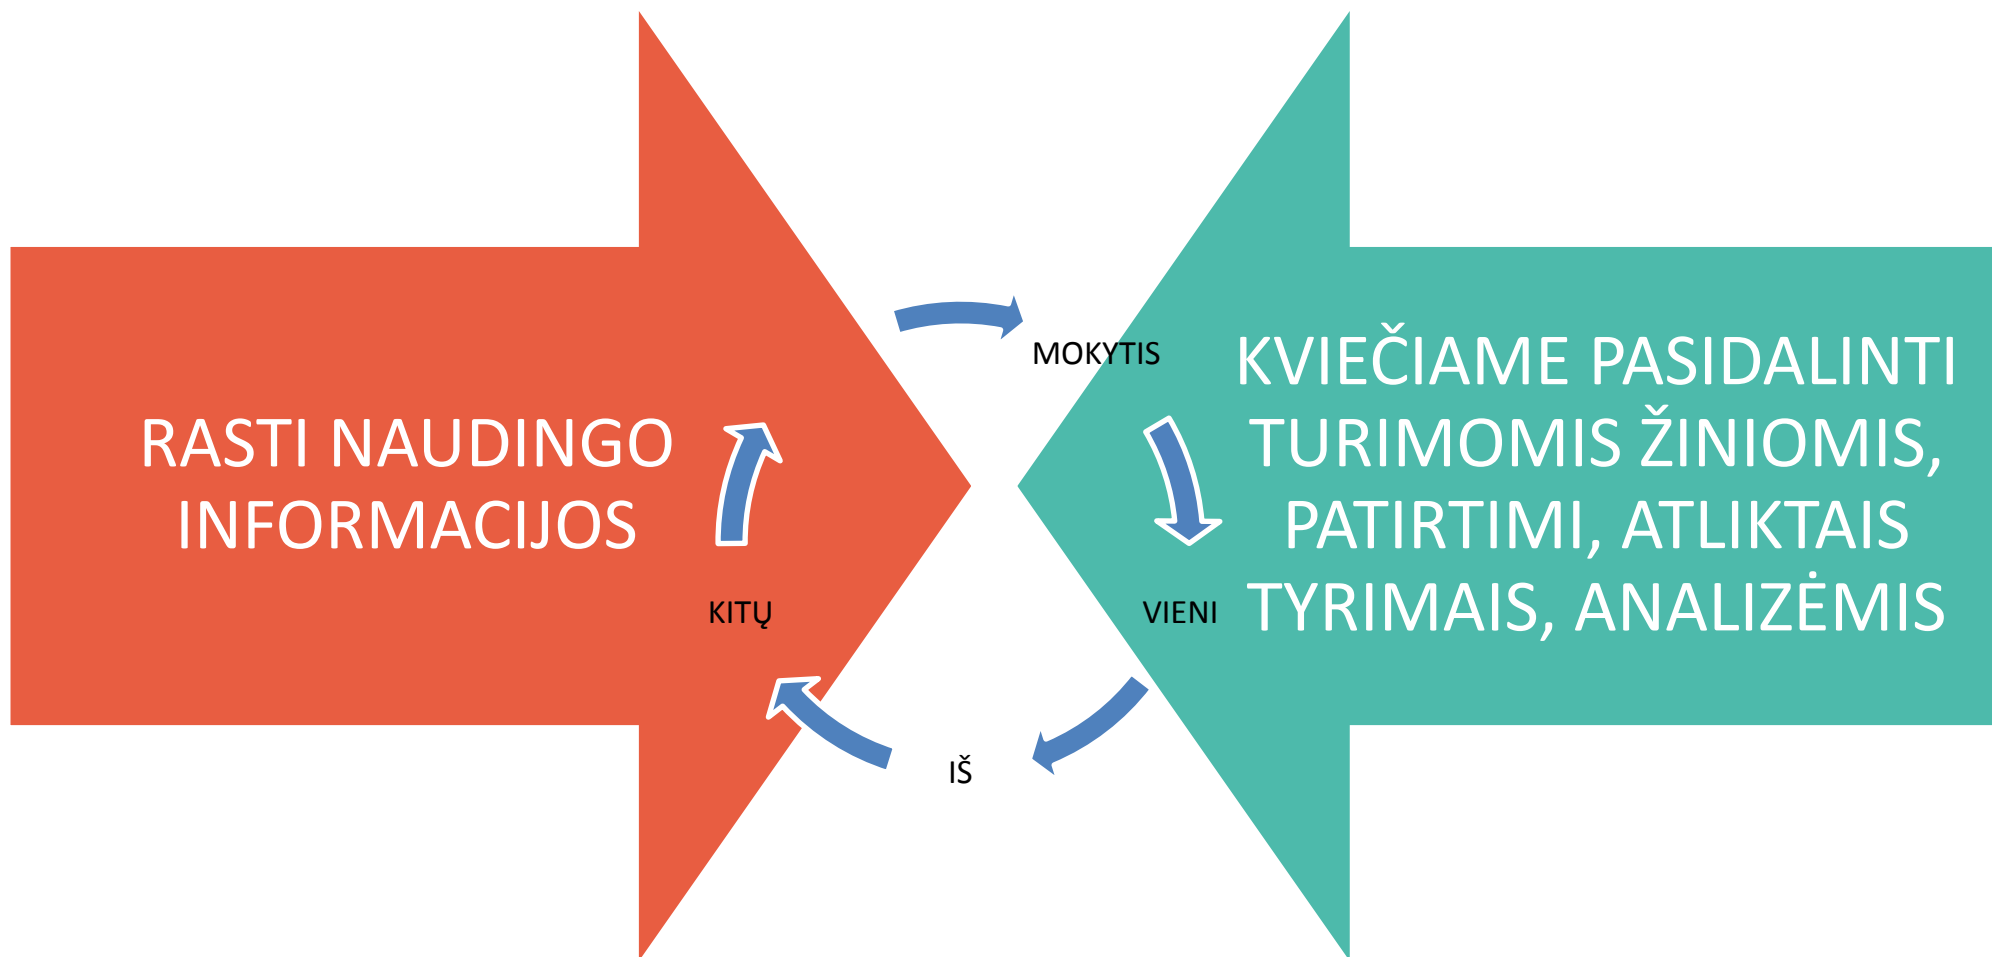 RASTI NAUDINGO
INFORMACIJOS
MOKYTIS
VIENI
IŠ
KITŲ
KVIEČIAME PASIDALINTI
TURIMOMIS ŽINIOMIS,
PATIRTIMI, ATLIKTAIS
TYRIMAIS, ANALIZĖMIS